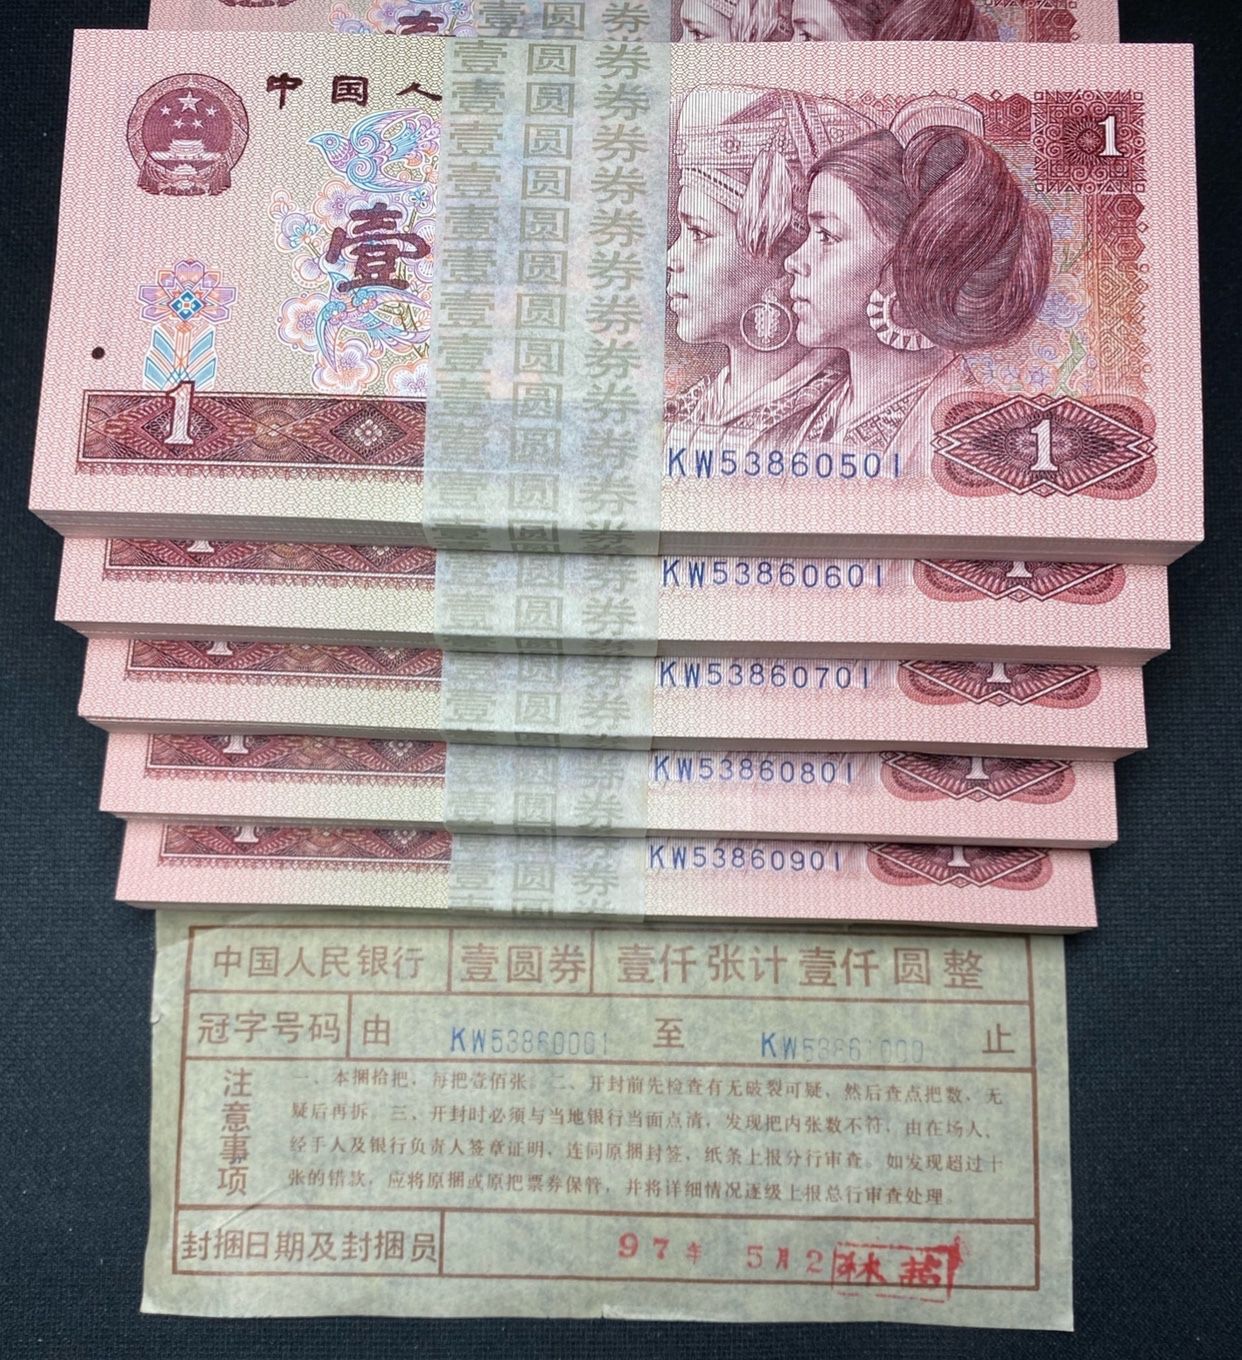 壹 圆 券
中国人
壹圆券
1
壹
1
KW53860501
1
KW53860601
KW53860701
KW53860801
KW53860901
中国人民银行 壹圆券 壹仟张计壹仟圆整
冠字号码 由 KW53860001 至 KW53861000 止
注意事项
一、本捆拾把，每把壹佰张。二、开封前先检查有无破裂可疑，然后查点把数，无
疑后再拆。三、开封时必须与当地银行当面点清，发现把内张数不符，由在场人、
经手人及银行负责人签章证明，连同原捆封签，纸条上报分行审查。如发现超过十
张的错款，应将原捆或原把票券保管，并将详细情况逐级上报总行审查处理。
封捆日期及封捆员 97年 5月2